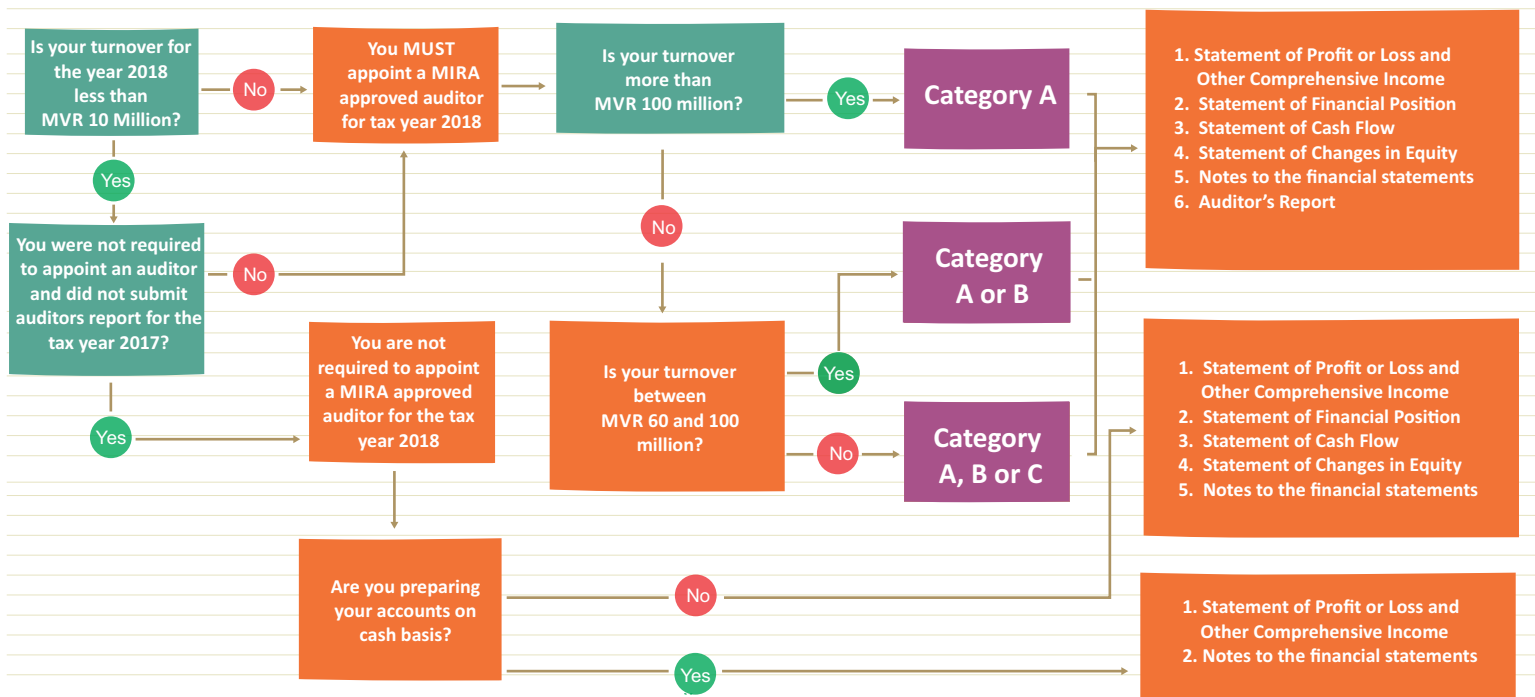 Is your turnover for
the year 2018
less than
MVR 10 Million?
No
You MUST
appoint a MIRA
approved auditor
for tax year 2018
Is your turnover
more than
MVR 100 million?
Yes
Category A
1. Statement of Profit or Loss and
Other Comprehensive Income
2. Statement of Financial Position
3. Statement of Cash Flow
4. Statement of Changes in Equity
5. Notes to the financial statements
6. Auditor's Report
Yes
You were not required
to appoint an auditor
and did not submit
auditors report for the
tax year 2017?
No
No
Category
A or B
Yes
You are not
required to appoint
a MIRA approved
auditor for the tax
year 2018
Is your turnover
between
MVR 60 and 100
million?
Yes
No
Category
A, B or C
1. Statement of Profit or Loss and
Other Comprehensive Income
2. Statement of Financial Position
3. Statement of Cash Flow
4. Statement of Changes in Equity
5. Notes to the financial statements
Are you preparing
your accounts on
cash basis?
No
Yes
1. Statement of Profit or Loss and
Other Comprehensive Income
2. Notes to the financial statements